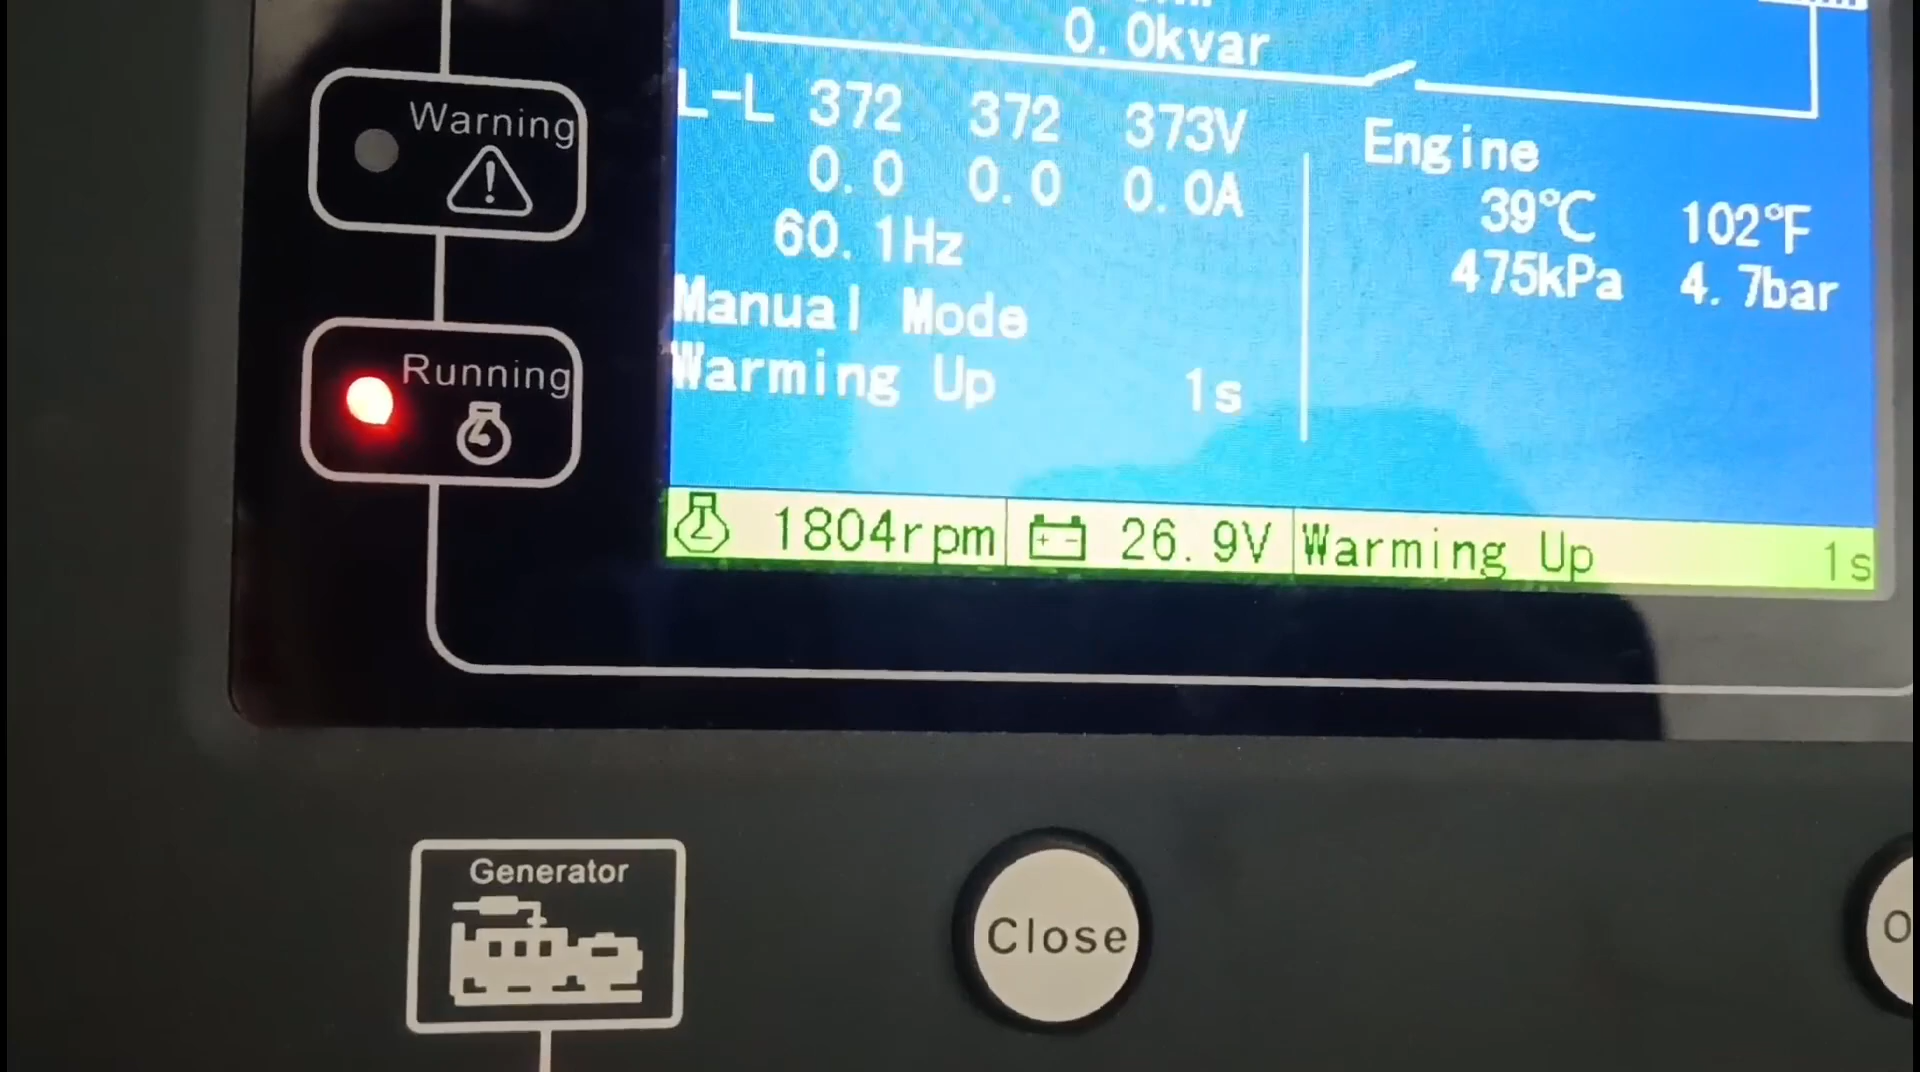 0.0kvar
L-L 372 372 373V
0.0 0.0 0.0A
60.1Hz
Manual Mode
Warming Up 1s
Engine
39℃ 102℉
475kPa 4.7bar
1804rpm 26.9V Warming Up 1s
Warning
Running
Generator
Close